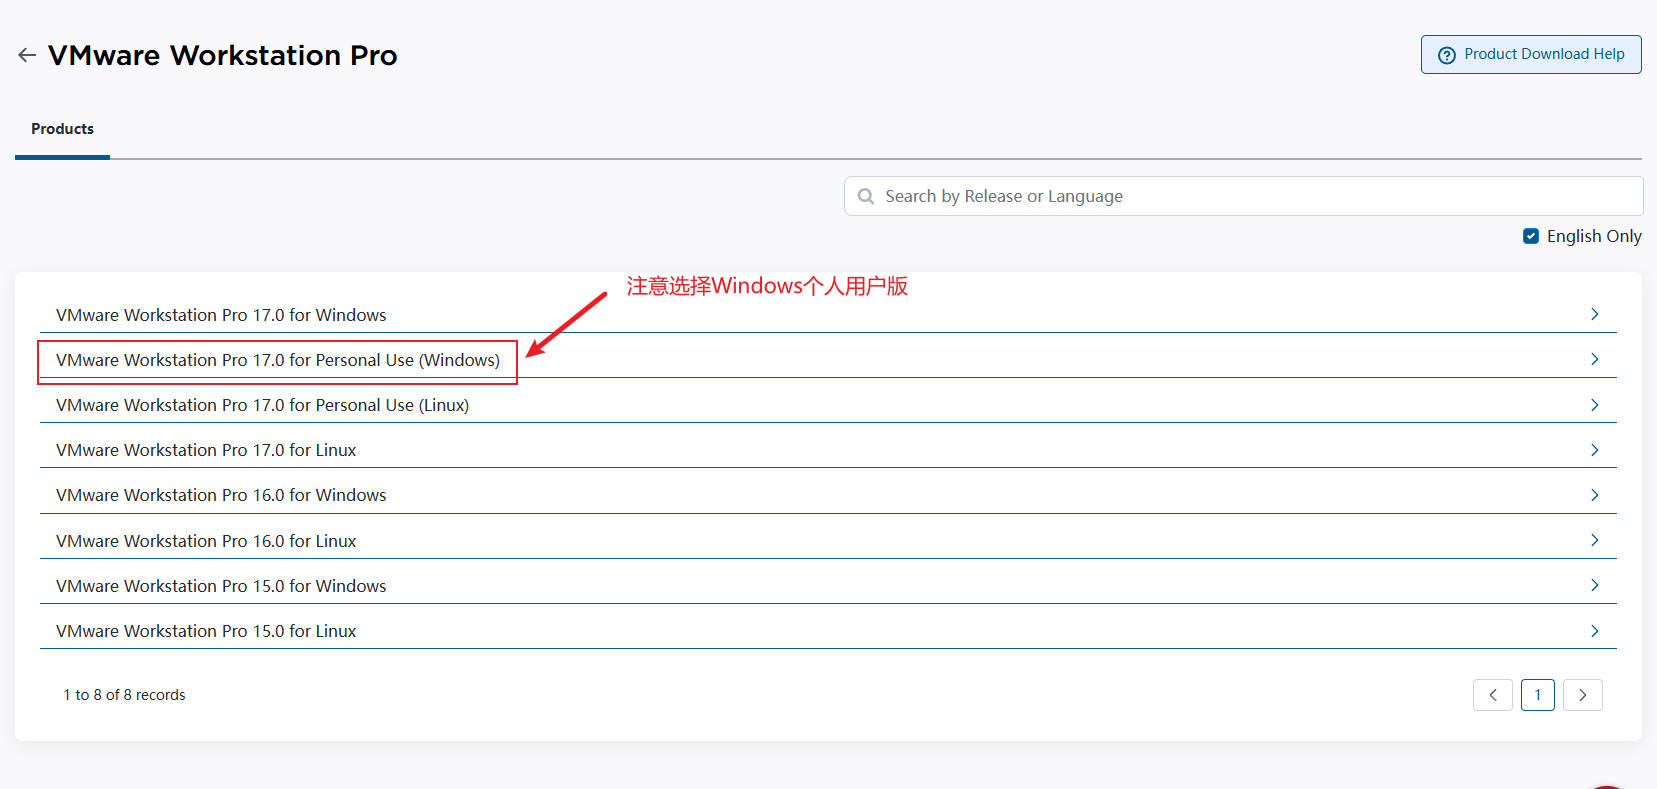 VMware Workstation Pro
Product Download Help
Products
Search by Release or Language
English Only
注意选择Windows个人用户版
VMware Workstation Pro 17.0 for Windows
VMware Workstation Pro 17.0 for Personal Use (Windows)
VMware Workstation Pro 17.0 for Personal Use (Linux)
VMware Workstation Pro 17.0 for Linux
VMware Workstation Pro 16.0 for Windows
VMware Workstation Pro 16.0 for Linux
VMware Workstation Pro 15.0 for Windows
VMware Workstation Pro 15.0 for Linux
1 to 8 of 8 records
1